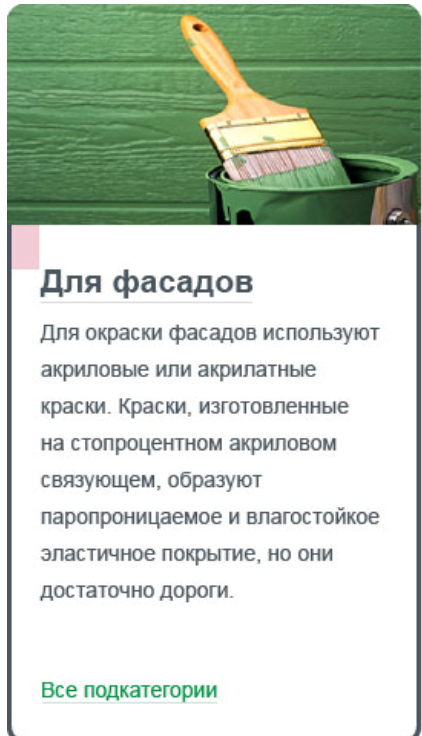 Для фасадов
Для окраски фасадов используют
акриловые или акрилатные
краски. Краски, изготовленные
на стопроцентном акриловом
связующем, образуют
паропроницаемое и влагостойкое
эластичное покрытие, но они
достаточно дороги.
Все подкатегории